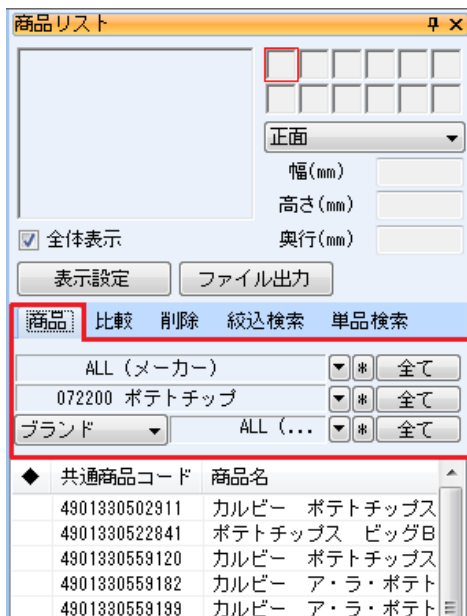 商品リスト
正面
幅(mm)
高さ(mm)
全体表示 奥行(mm)
表示設定 ファイル出力
商品 比較 削除 絞込検索 単品検索
ALL (メーカー) ▼ * 全て
072200 ポテトチップ ▼ * 全て
ブランド ▼ ALL (... ▼ * 全て
◆ 共通商品コード 商品名
4901330502911 カルビー ポテトチップス
4901330522841 ポテトチップス ビッグB
4901330559120 カルビー ポテトチップス
4901330559182 カルビー ア・ラ・ポテト
4901330559199 カルビー ア・ラ・ポテト